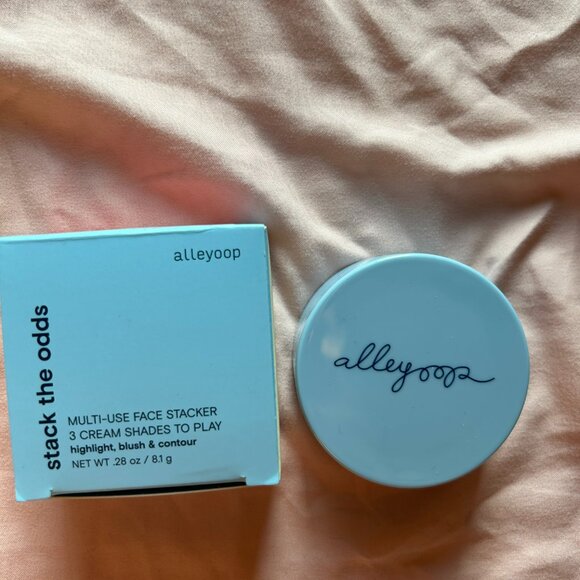 alleyoop
stack the odds
MULTI-USE FACE STACKER
3 CREAM SHADES TO PLAY
highlight, blush & contour
NET WT .28 oz / 8.1 g
alleyoop